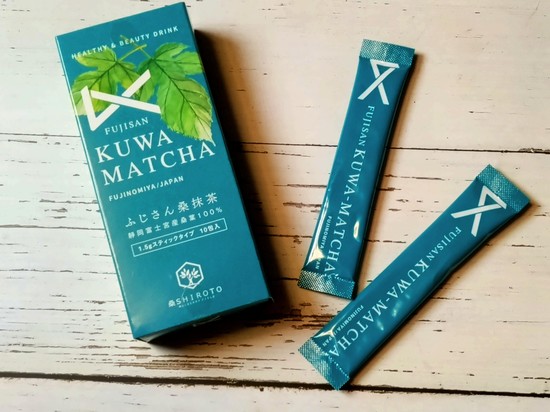 HEALTHY & BEAUTY DRINK
FUJISAN
KUWA
MATCHA
FUJINOMIYA/JAPAN
ふじさん桑抹茶
静岡富士宮産桑葉100%
1.5gスティックタイプ 10包入
桑SHIROTO
FUJISAN KUWA-MATCHA
FUJINOMIYA/JAPAN
FUJISAN KUWA-MATCHA
FUJINOMIYA/JAPAN